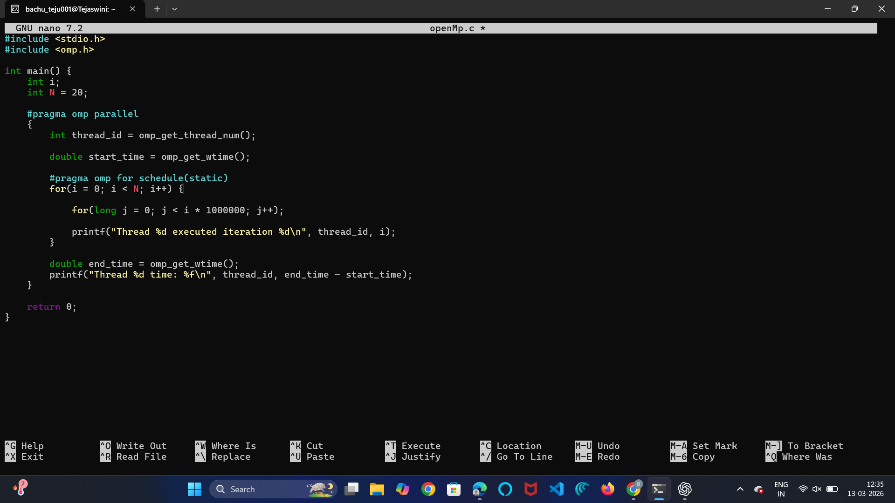 bachu_teju001@Tejaswini: ~
GNU nano 7.2 openMp.c *
#include <stdio.h>
#include <omp.h>
int main() {
    int i;
    int N = 20;
    #pragma omp parallel
    {
        int thread_id = omp_get_thread_num();
        double start_time = omp_get_wtime();
        #pragma omp for schedule(static)
        for(i = 0; i < N; i++) {
            for(long j = 0; j < i * 1000000; j++);
            printf("Thread %d executed iteration %d\n", thread_id, i);
        }
        double end_time = omp_get_wtime();
        printf("Thread %d time: %f\n", thread_id, end_time - start_time);
    }
    return 0;
}
^G Help ^O Write Out ^W Where Is ^K Cut ^T Execute ^C Location M-U Undo M-A Set Mark M-] To Bracket
^X Exit ^R Read File ^\ Replace ^U Paste ^J Justify ^/ Go To Line M-E Redo M-6 Copy ^Q Where Was
Search
ENG
IN
12:35
13-03-2026